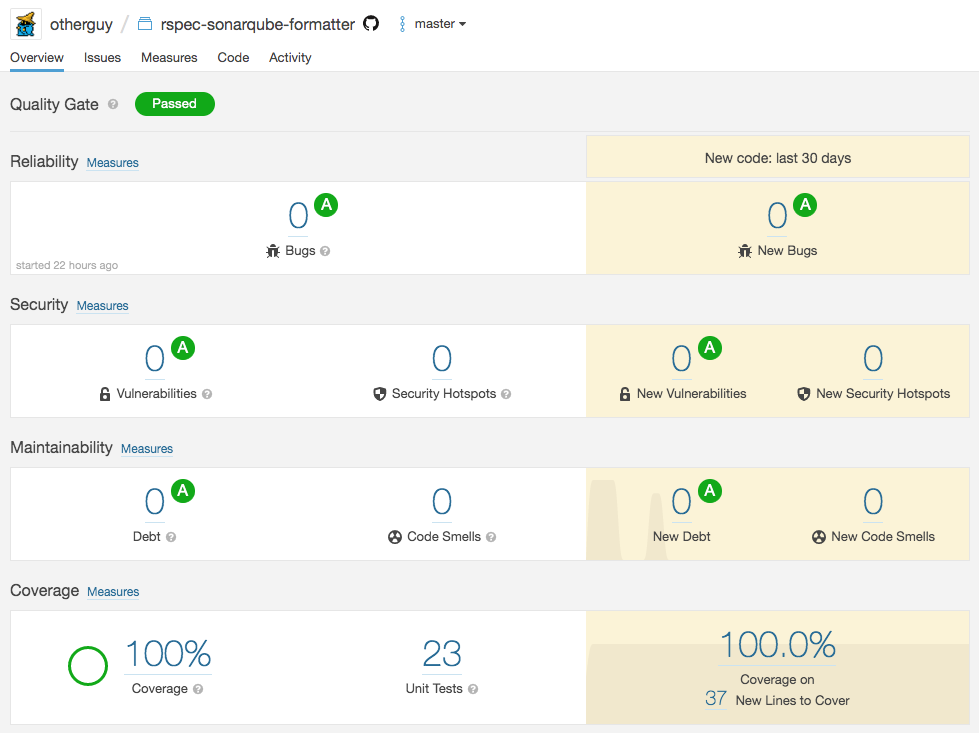 otherguy / rspec-sonarqube-formatter master
Overview Issues Measures Code Activity
Quality Gate ? Passed
Reliability Measures
New code: last 30 days
0 A
Bugs ?
started 22 hours ago
0 A
New Bugs
Security Measures
0 A
Vulnerabilities ?
0
Security Hotspots ?
0 A
New Vulnerabilities
0
New Security Hotspots
Maintainability Measures
0 A
Debt ?
0
Code Smells ?
0 A
New Debt
0
New Code Smells
Coverage Measures
100%
Coverage ?
23
Unit Tests ?
100.0%
Coverage on
37 New Lines to Cover